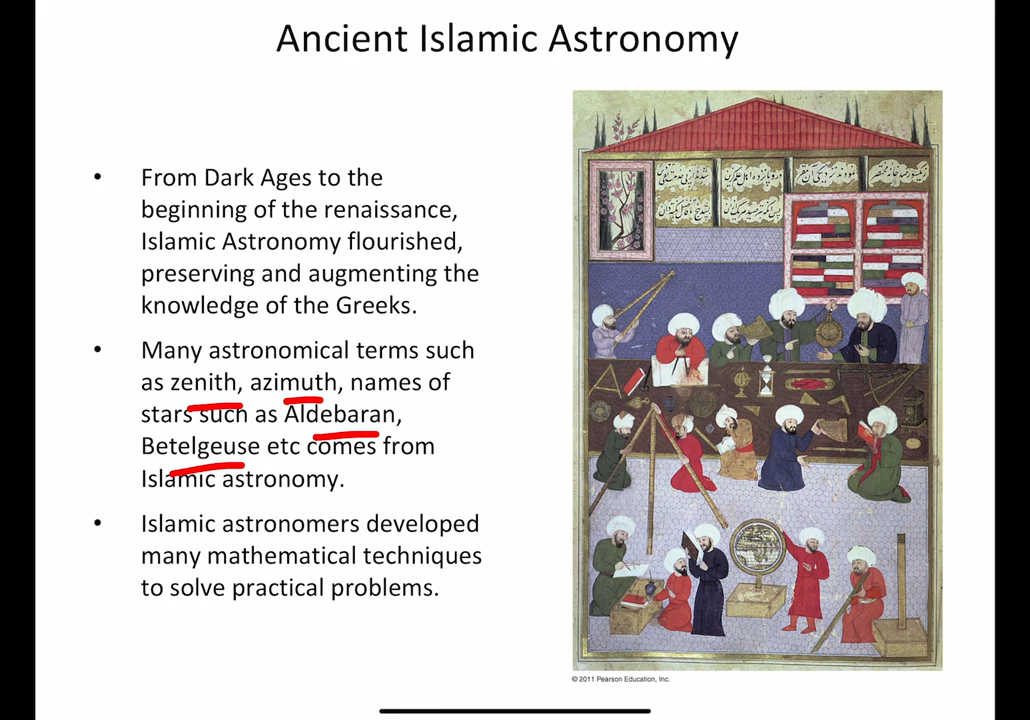 Ancient Islamic Astronomy
• From Dark Ages to the
beginning of the renaissance,
Islamic Astronomy flourished,
preserving and augmenting the
knowledge of the Greeks.
• Many astronomical terms such
as zenith, azimuth, names of
stars such as Aldebaran,
Betelgeuse etc comes from
Islamic astronomy.
• Islamic astronomers developed
many mathematical techniques
to solve practical problems.
© 2011 Pearson Education, Inc.